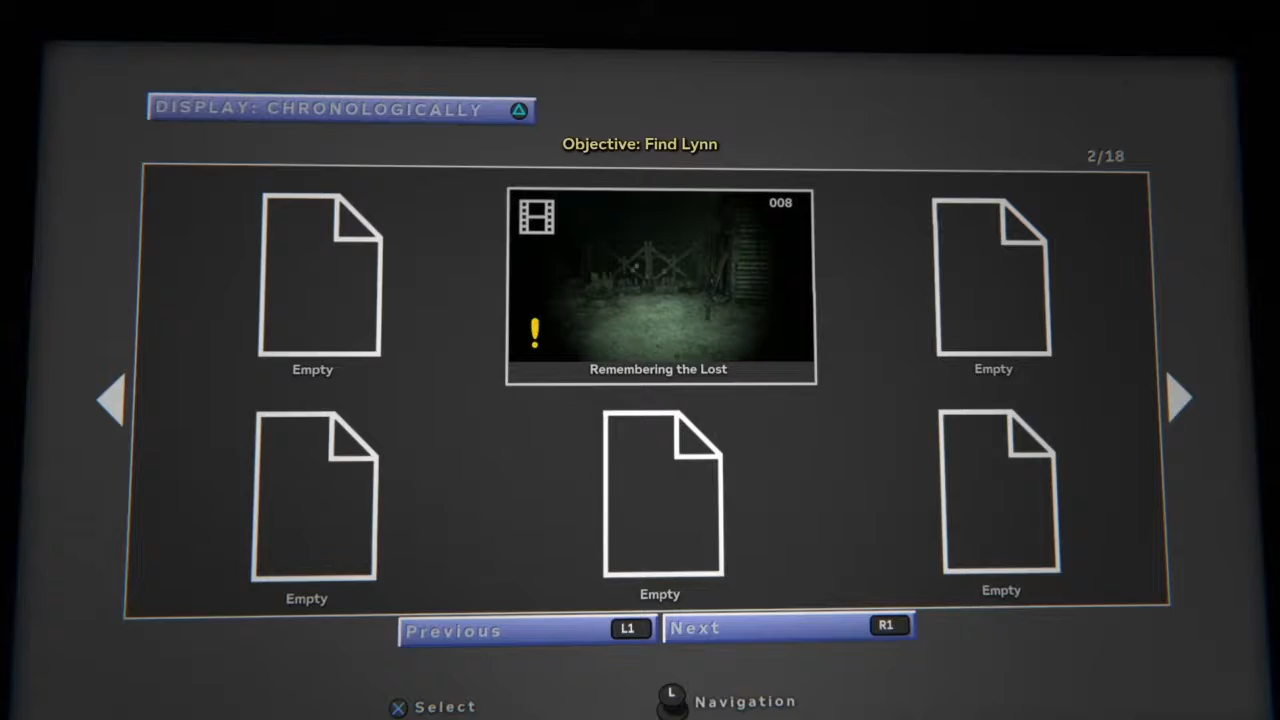 DISPLAY: CHRONOLOGICALLY
Objective: Find Lynn
2/18
008
Empty
Remembering the Lost
Empty
Empty
Empty
Empty
Previous L1
Next R1
L
Select
Navigation